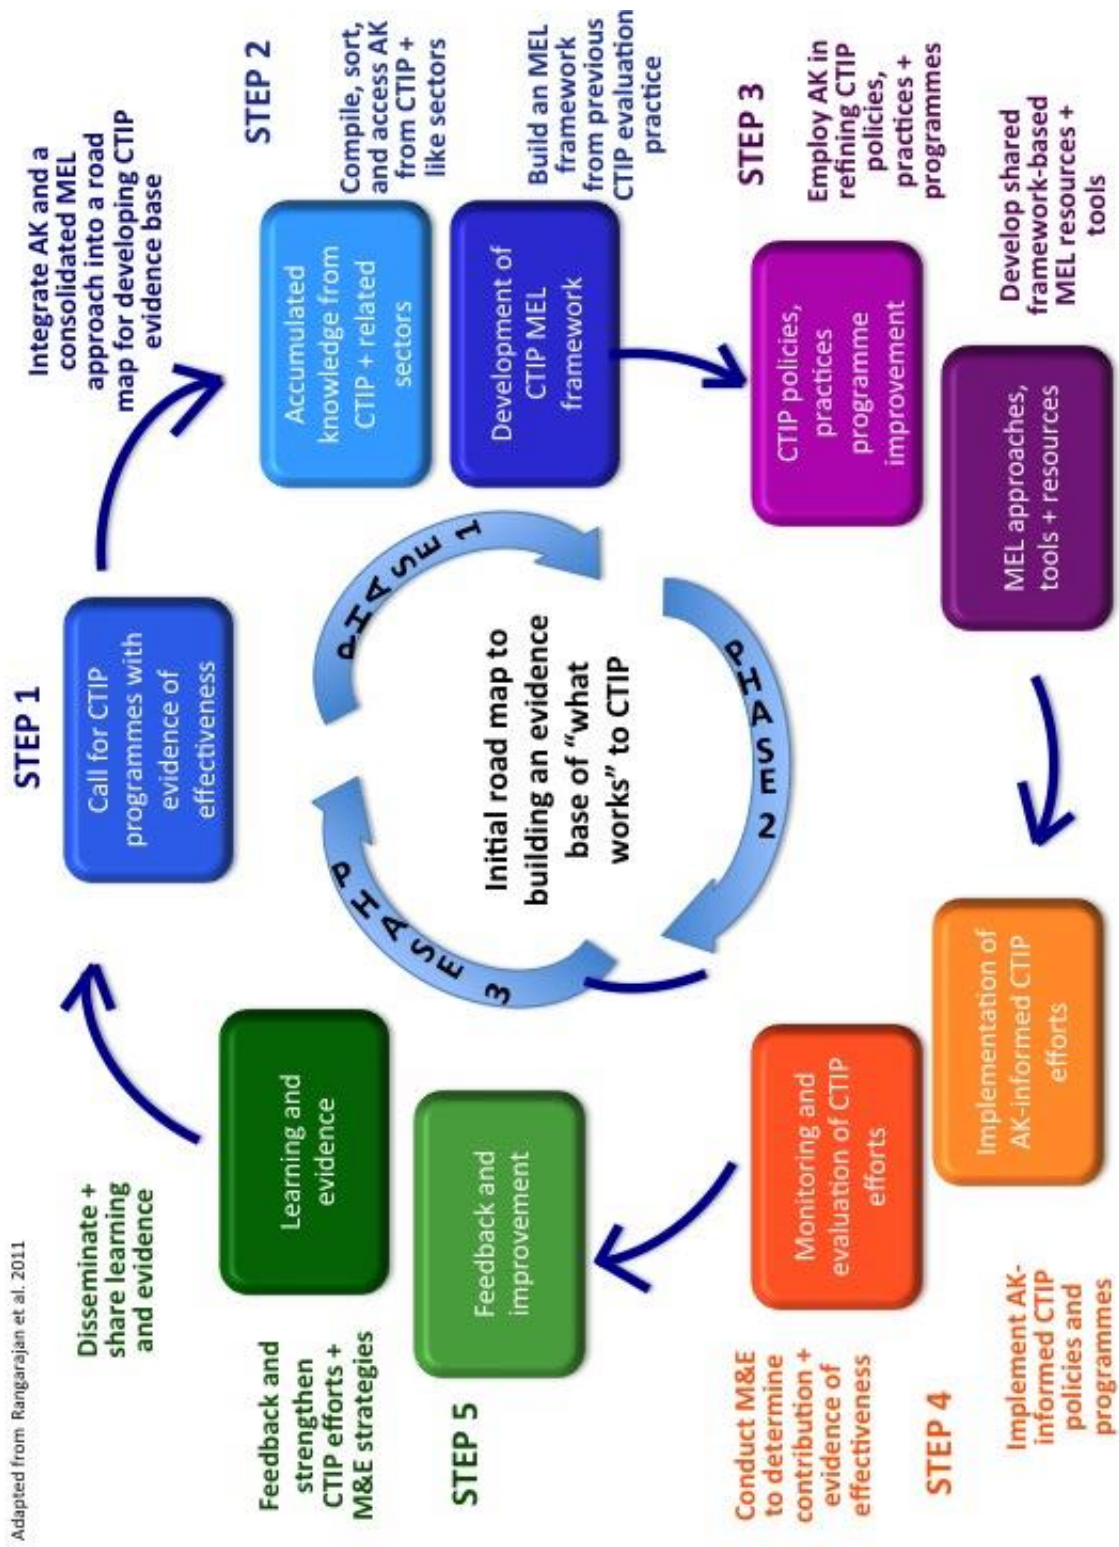 Adapted from Rangarajan et al. 2011
STEP 1
Call for CTIP
programmes with
evidence of
effectiveness
Integrate AK and a
consolidated MEL
approach into a road
map for developing CTIP
evidence base
STEP 2
Accumulated
knowledge from
CTIP + related
sectors
Compile, sort,
and access AK
from CTIP +
like sectors
Development of
CTIP MEL
framework
Build an MEL
framework
from previous
CTIP evaluation
practice
STEP 3
CTIP policies,
practices
programme
improvement
Employ AK in
refining CTIP
policies,
practices +
programmes
MEL approaches,
tools + resources
Develop shared
framework-based
MEL resources +
tools
Implementation of
AK-informed CTIP
efforts
Implement AK-
informed CTIP
policies and
programmes
STEP 4
Monitoring and
evaluation of CTIP
efforts
Conduct M&E
to determine
contribution +
evidence of
effectiveness
STEP 5
Feedback and
improvement
Feedback and
strengthen
CTIP efforts +
M&E strategies
Learning and
evidence
Disseminate +
share learning
and evidence
PHASE 1
PHASE 2
PHASE 3
Initial road map to
building an evidence
base of “what
works” to CTIP